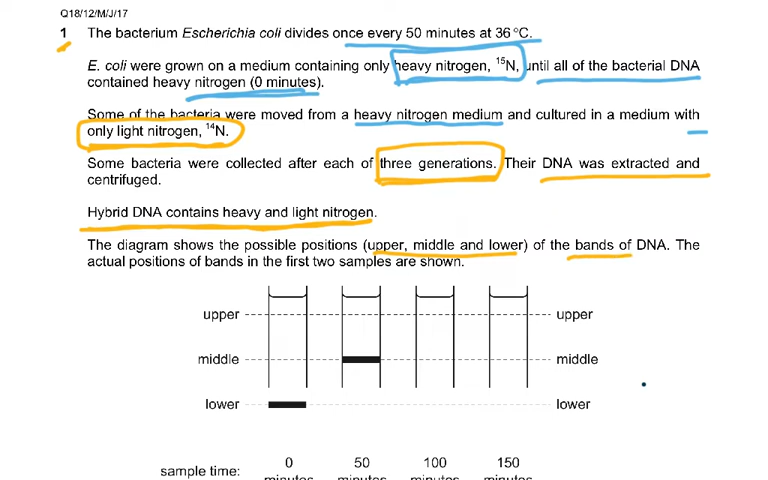 Q18/12/M/J/17
1 The bacterium Escherichia coli divides once every 50 minutes at 36 °C.
E. coli were grown on a medium containing only heavy nitrogen, ¹⁵N, until all of the bacterial DNA
contained heavy nitrogen (0 minutes).
Some of the bacteria were moved from a heavy nitrogen medium and cultured in a medium with
only light nitrogen, ¹⁴N.
Some bacteria were collected after each of three generations. Their DNA was extracted and
centrifuged.
Hybrid DNA contains heavy and light nitrogen.
The diagram shows the possible positions (upper, middle and lower) of the bands of DNA. The
actual positions of bands in the first two samples are shown.
upper upper
middle middle
lower lower
0 50 100 150
sample time:
minutes minutes minutes minutes